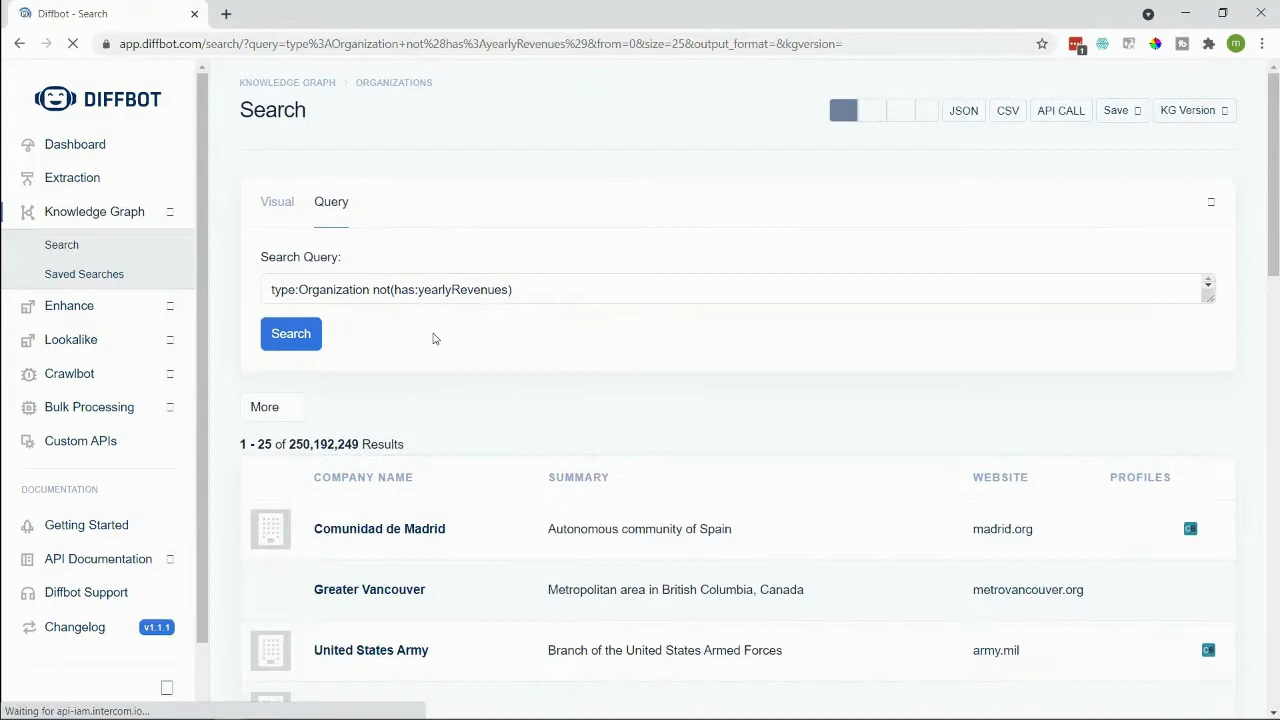 Diffbot - Search
app.diffbot.com/search/?query=type%3AOrganization+not%28has%3AyearlyRevenues%29&from=0&size=25&output_format=&kgversion=
1
m
DIFFBOT
Dashboard
Extraction
Knowledge Graph
Search
Saved Searches
Enhance
Lookalike
Crawlbot
Bulk Processing
Custom APIs
DOCUMENTATION
Getting Started
API Documentation
Diffbot Support
Changelog v1.1.1
Waiting for api-iam.intercom.io...
KNOWLEDGE GRAPH > ORGANIZATIONS
Search
JSON CSV API CALL Save KG Version
Visual Query
Search Query:
type:Organization not(has:yearlyRevenues)
Search
More
1 - 25 of 250,192,249 Results
COMPANY NAME SUMMARY WEBSITE PROFILES
Comunidad de Madrid Autonomous community of Spain madrid.org
Greater Vancouver Metropolitan area in British Columbia, Canada metrovancouver.org
United States Army Branch of the United States Armed Forces army.mil